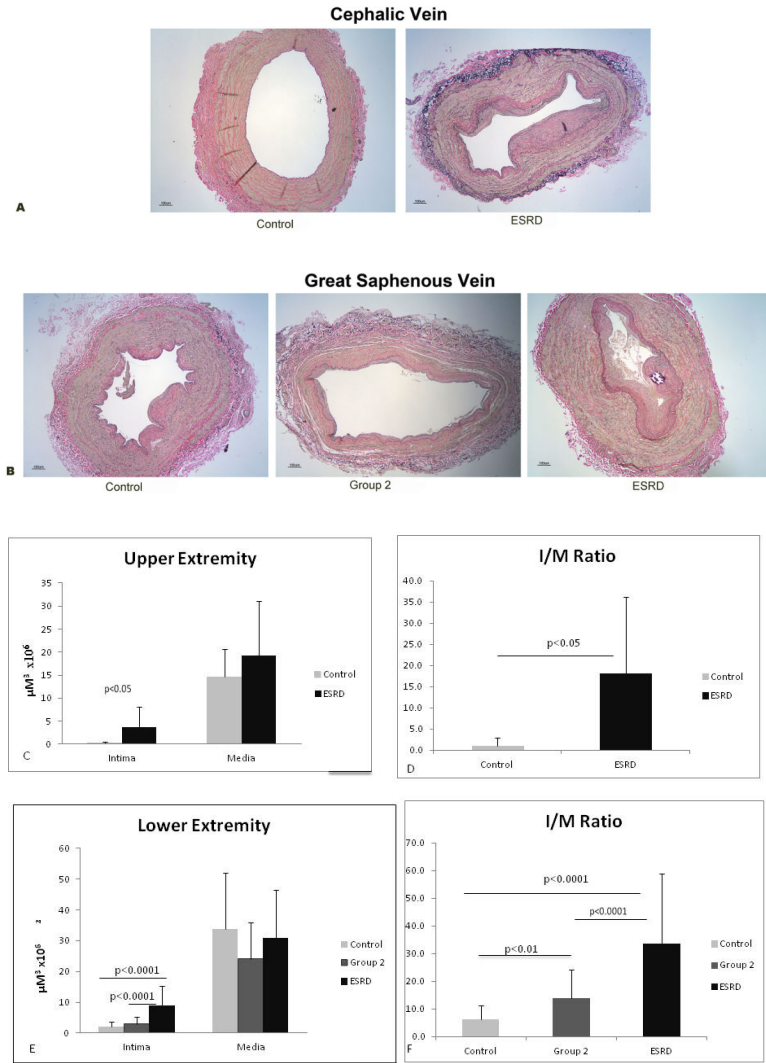 Cephalic Vein
A
Control
ESRD
Great Saphenous Vein
B
Control
Group 2
ESRD
Upper Extremity
µM³ x10⁶
35
30
25
20
15
10
5
0
p<0.05
Intima
Media
Control
ESRD
C
I/M Ratio
40.0
35.0
30.0
25.0
20.0
15.0
10.0
5.0
0.0
p<0.05
Control
ESRD
Control
ESRD
D
Lower Extremity
µM³ x10⁶
60
50
40
30
20
10
0
p<0.0001
p<0.0001
Intima
Media
Control
Group 2
ESRD
E
I/M Ratio
70.0
60.0
50.0
40.0
30.0
20.0
10.0
0.0
p<0.0001
p<0.0001
p<0.01
Control
Group 2
ESRD
Control
Group 2
ESRD
F